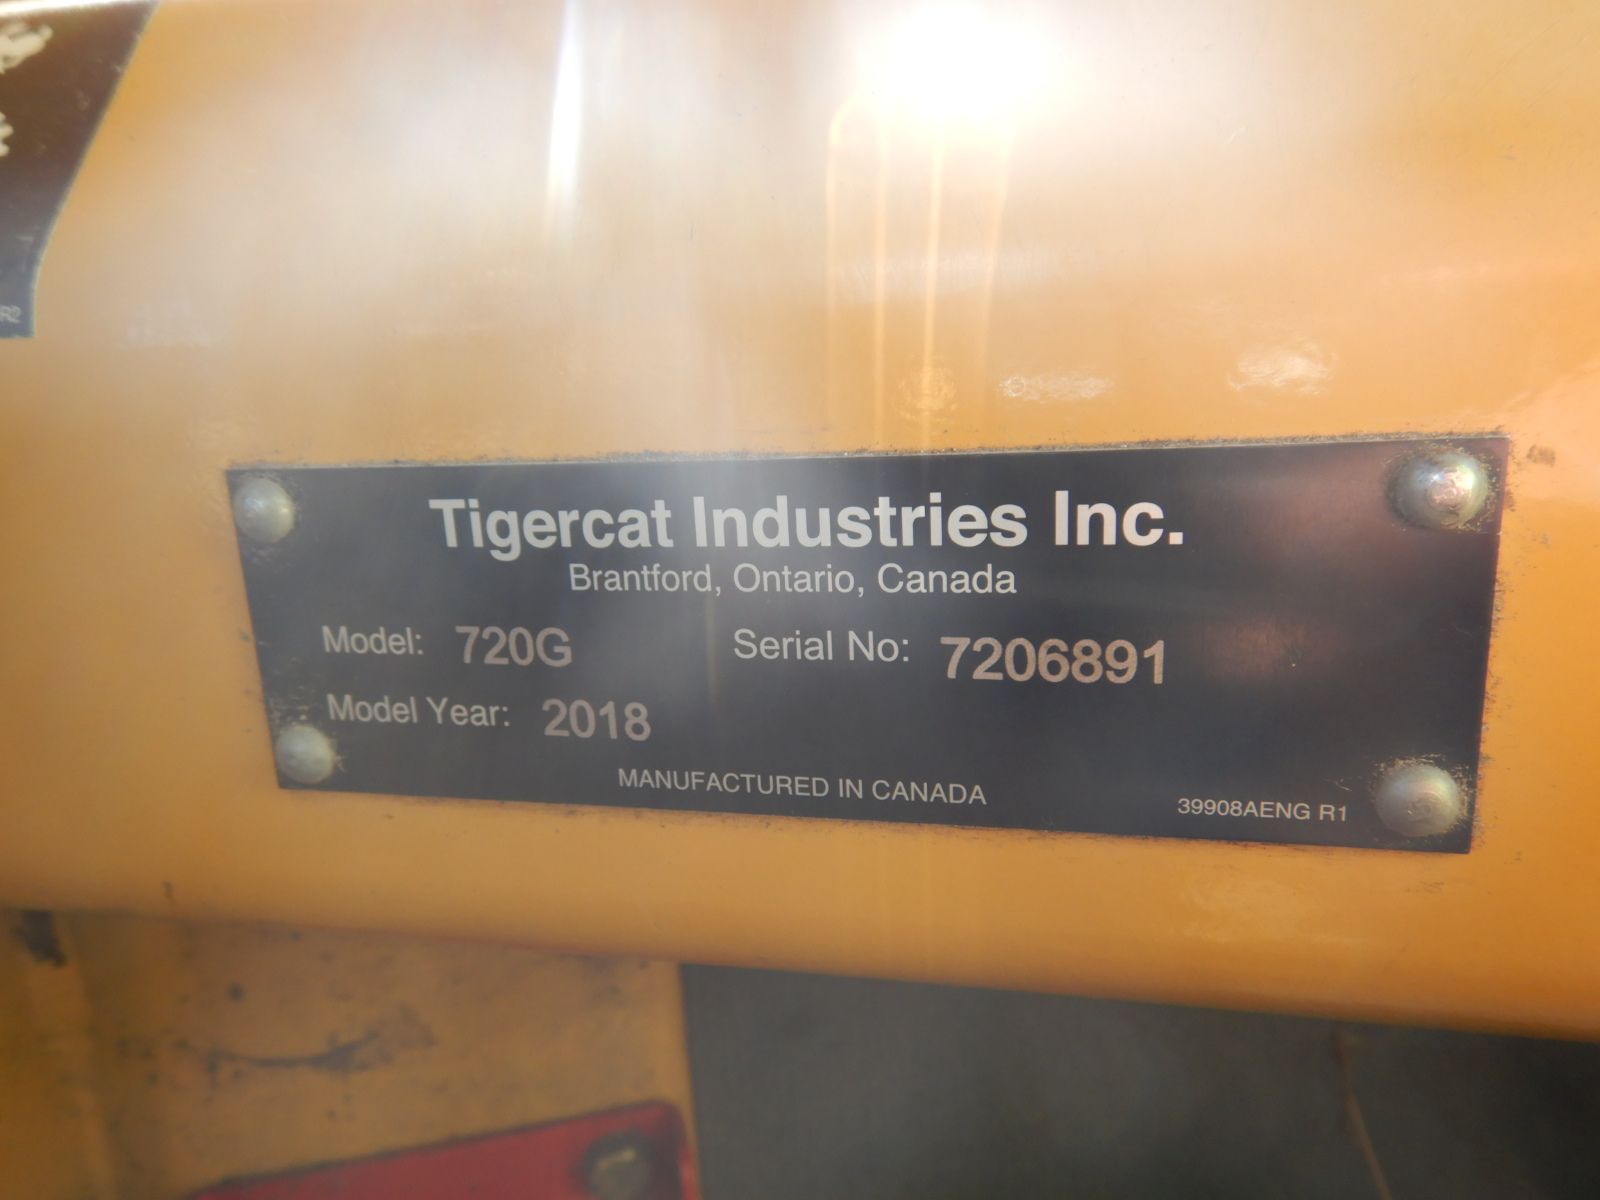 R2
Tigercat Industries Inc.
Brantford, Ontario, Canada
Model: 720G Serial No: 7206891
Model Year: 2018
MANUFACTURED IN CANADA
39908AENG R1